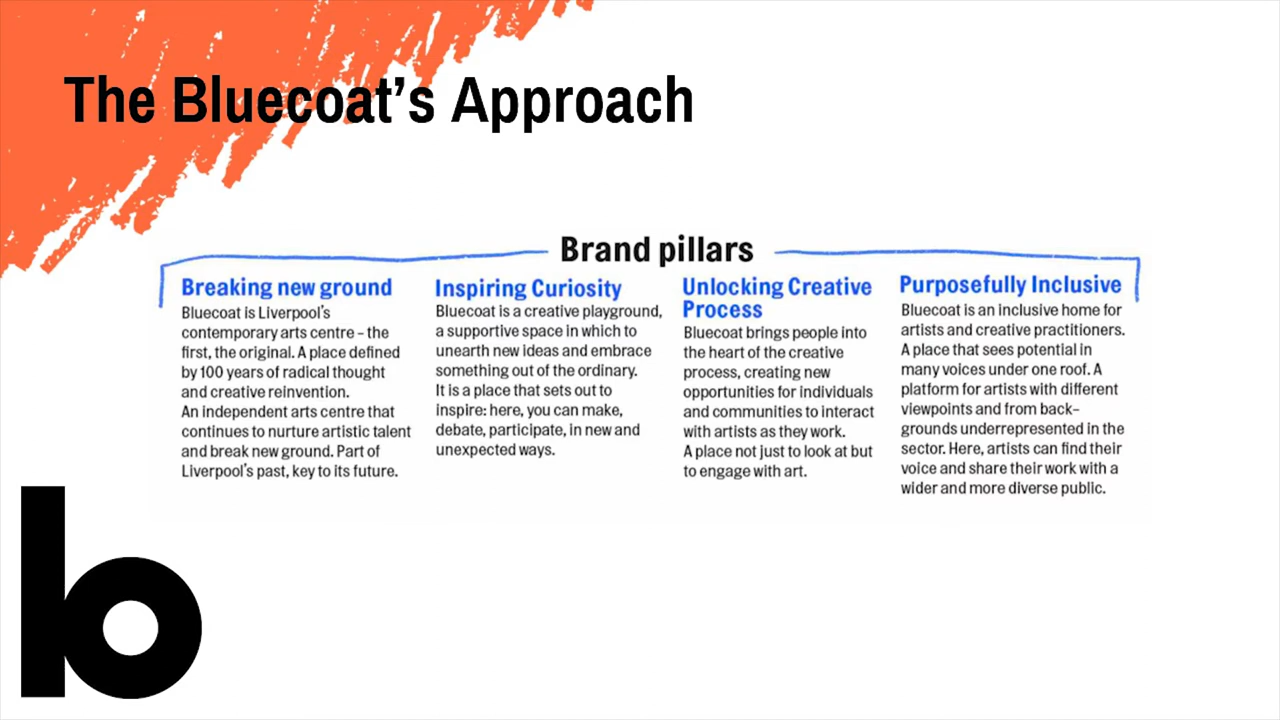 The Bluecoat's Approach
Brand pillars
Breaking new ground
Bluecoat is Liverpool's
contemporary arts centre – the
first, the original. A place defined
by 100 years of radical thought
and creative reinvention.
An independent arts centre that
continues to nurture artistic talent
and break new ground. Part of
Liverpool's past, key to its future.
Inspiring Curiosity
Bluecoat is a creative playground,
a supportive space in which to
unearth new ideas and embrace
something out of the ordinary.
It is a place that sets out to
inspire: here, you can make,
debate, participate, in new and
unexpected ways.
Unlocking Creative
Process
Bluecoat brings people into
the heart of the creative
process, creating new
opportunities for individuals
and communities to interact
with artists as they work.
A place not just to look at but
to engage with art.
Purposefully Inclusive
Bluecoat is an inclusive home for
artists and creative practitioners.
A place that sees potential in
many voices under one roof. A
platform for artists with different
viewpoints and from back–
grounds underrepresented in the
sector. Here, artists can find their
voice and share their work with a
wider and more diverse public.
b